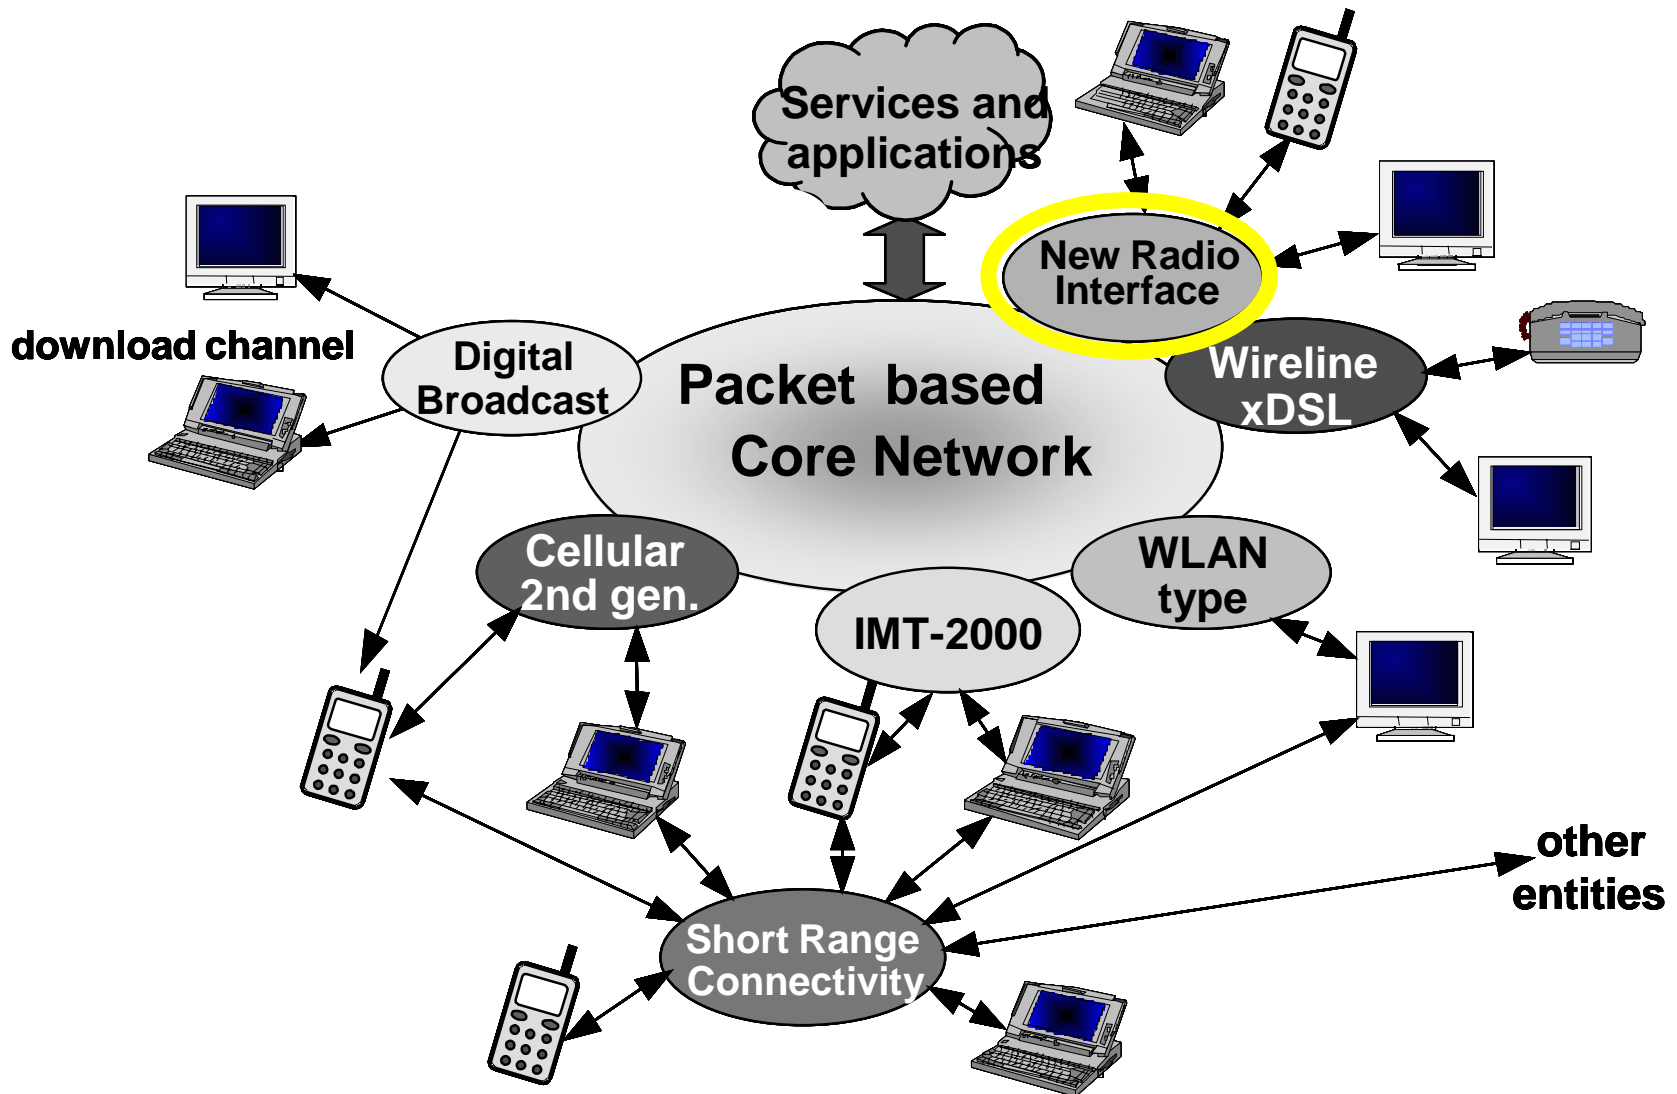 Services and
applications
New Radio
Interface
download channel
Digital
Broadcast
Packet based
Core Network
Wireline
xDSL
Cellular
2nd gen.
IMT-2000
WLAN
type
other
entities
Short Range
Connectivity